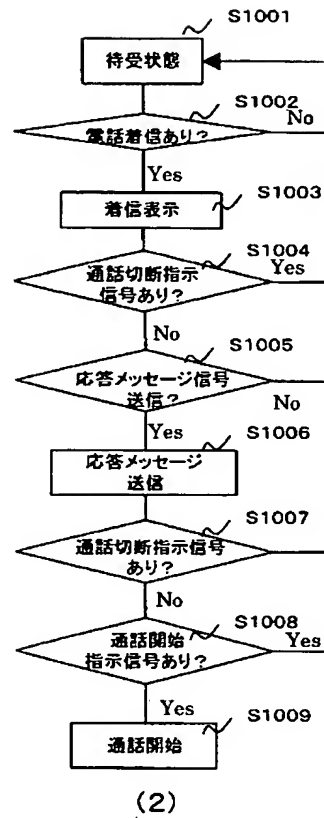 S1001
待受状態
S1002
電話着信あり?
No
Yes
S1003
着信表示
S1004
通話切断指示
信号あり?
Yes
No
S1005
応答メッセージ信号
送信?
No
Yes
S1006
応答メッセージ
送信
S1007
通話切断指示信号
あり?
No
S1008
通話開始
指示信号あり?
Yes
Yes
S1009
通話開始
(2)